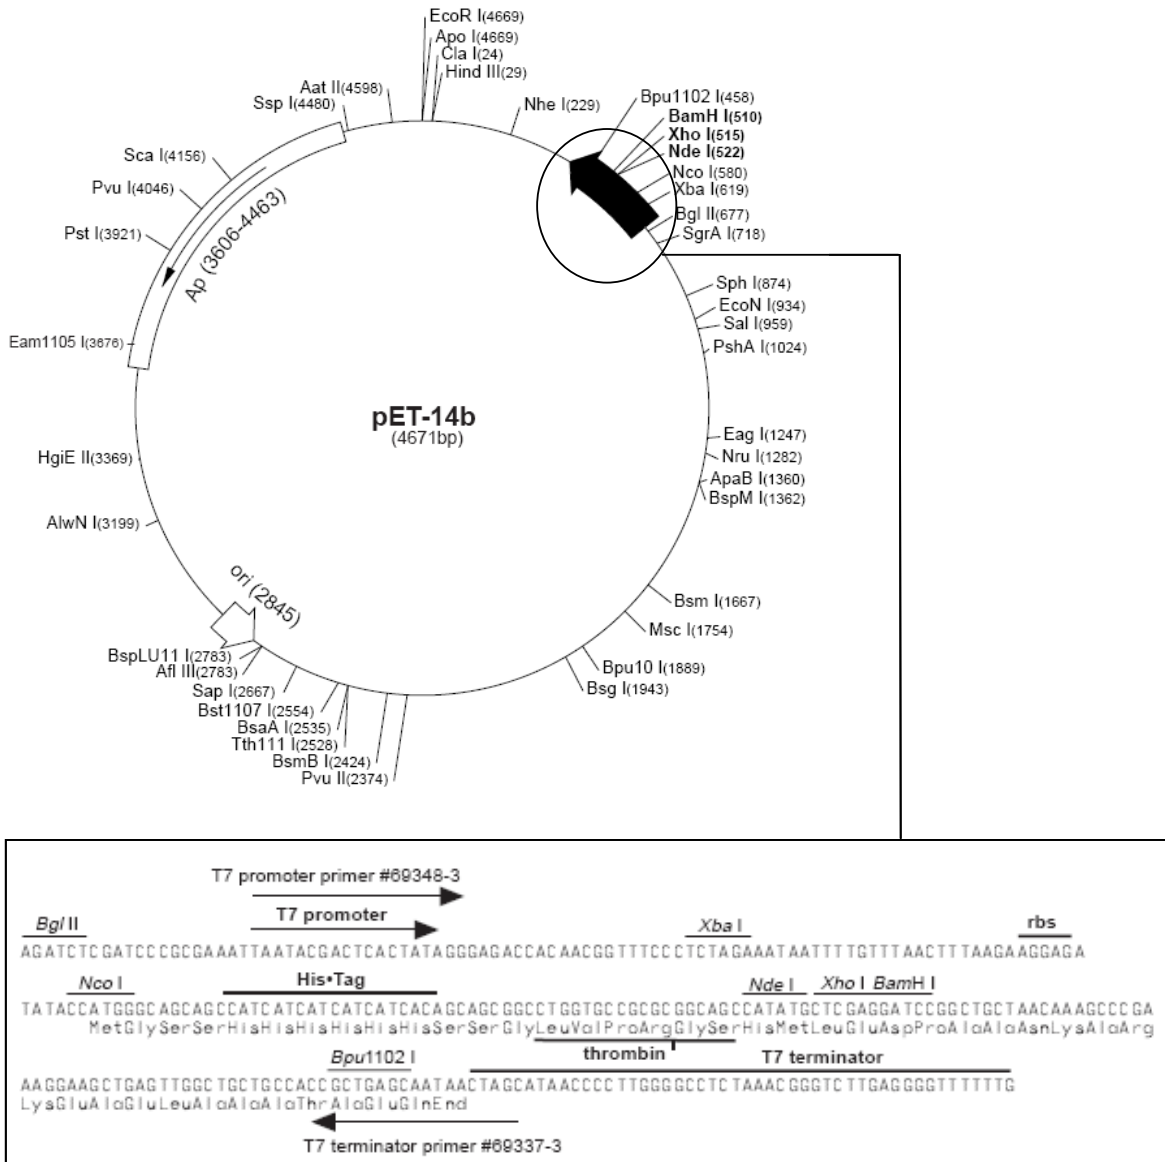 EcoR I(4669)
Apo I(4669)
Cla I(24)
Hind III(29)
Aat II(4598)
Ssp I(4480)
Nhe I(229)
Bpu1102 I(458)
BamH I(510)
Xho I(515)
Nde I(522)
Nco I(580)
Xba I(619)
Bgl II(677)
SgrA I(718)
Sca I(4156)
Pvu I(4046)
Pst I(3921)
Ap (3606-4463)
Sph I(874)
EcoN I(934)
Sal I(959)
PshA I(1024)
Eam1105 I(3676)
pET-14b
(4671bp)
Eag I(1247)
Nru I(1282)
ApaB I(1360)
BspM I(1362)
HgiE II(3369)
AlwN I(3199)
ori (2845)
Bsm I(1667)
Msc I(1754)
Bpu10 I(1889)
Bsg I(1943)
BspLU11 I(2783)
Afl III(2783)
Sap I(2667)
Bst1107 I(2554)
BsaA I(2535)
Tth111 I(2528)
BsmB I(2424)
Pvu II(2374)
T7 promoter primer #69348-3
Bgl II T7 promoter Xba I rbs
AGATCTCGATCCCGCGAAATTAATACGACTCACTATAGGGAGACCACAACGGTTTCCCTCTAGAAATAATTTTGTTTAACTTTAAGAAGGAGA
Nco I His•Tag Nde I Xho I BamH I
TATACCATGGGCAGCAGCCATCATCATCATCATCACAGCAGCGGCCTGGTGCCGCGCGGCAGCCATATGCTCGAGGATCCGGCTGCTAACAAAGCCCGA
MetGlySerSerHisHisHisHisHisHisSerSerGlyLeuValProArgGlySerHisMetLeuGluAspProAlaAlaAsnLysAlaArg
thrombin
Bpu1102 I T7 terminator
AAGGAAGCTGAGTTGGCTGCTGCCACCGCTGAGCAATAACTAGCATAACCCCTTGGGGCCTCTAAACGGGTCTTGAGGGGTTTTTTG
LysGluAlaGluLeuAlaAlaAlaThrAlaGluGlnEnd
T7 terminator primer #69337-3